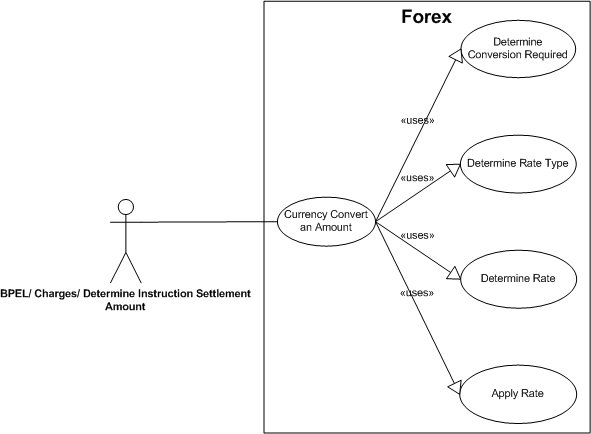 Forex
Determine
Conversion Required
«uses»
Determine Rate Type
«uses»
Currency Convert
an Amount
«uses»
Determine Rate
BPEL/ Charges/ Determine Instruction Settlement
Amount
«uses»
Apply Rate